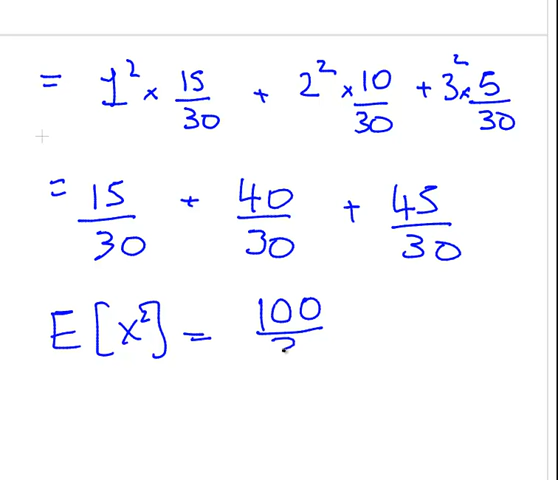 = 1² × 15/30 + 2² × 10/30 + 3² × 5/30
= 15/30 + 40/30 + 45/30
E[X²] = 100/